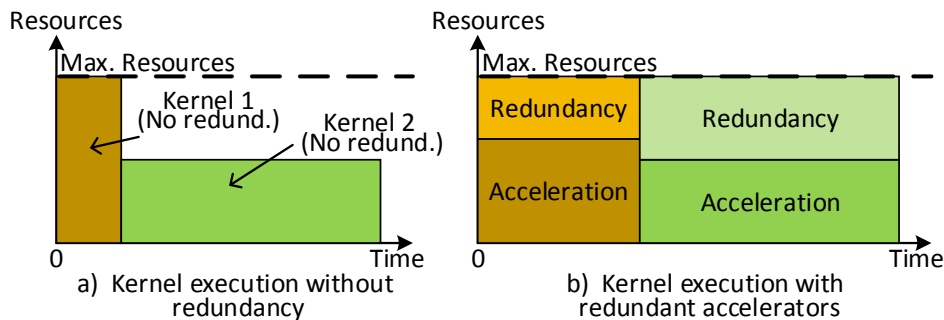 Resources
Max. Resources
Kernel 1
(No redund.)
Kernel 2
(No redund.)
0
Time
a) Kernel execution without
redundancy
Resources
Max. Resources
Redundancy
Redundancy
Acceleration
Acceleration
0
Time
b) Kernel execution with
redundant accelerators